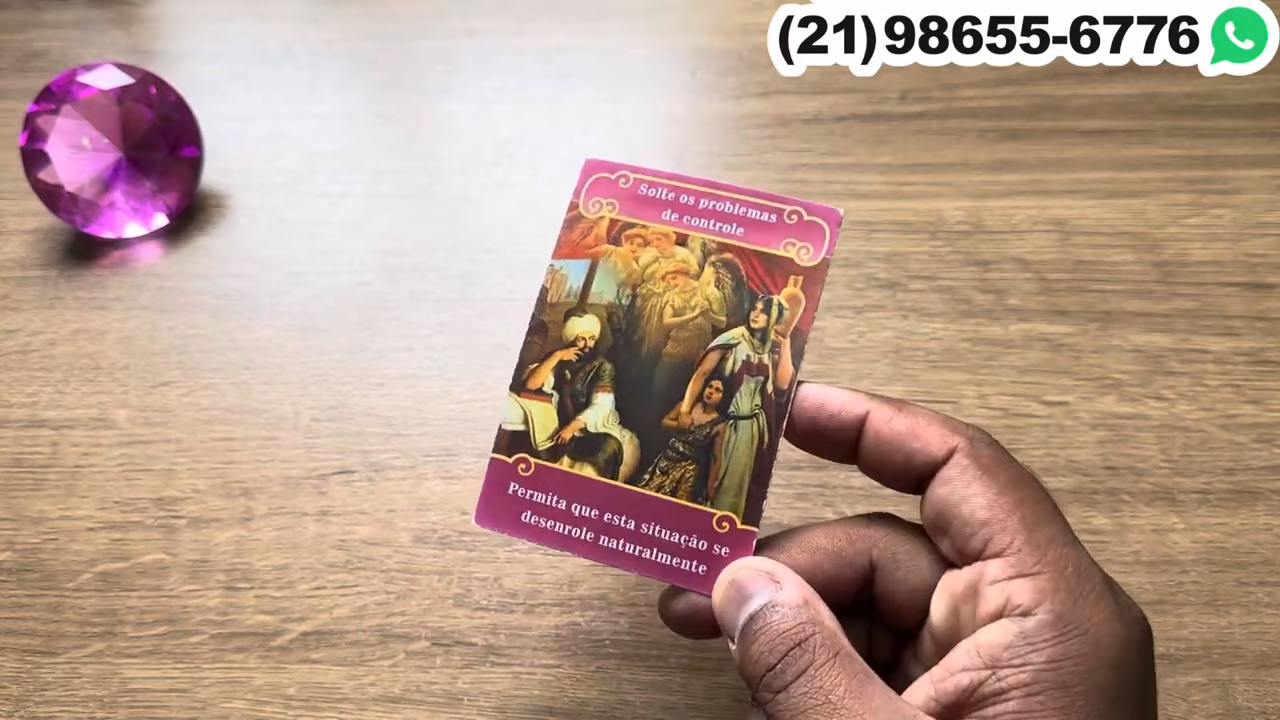 (21)98655-6776
Solte os problemas
de controle
Permita que esta situação se
desenrole naturalmente